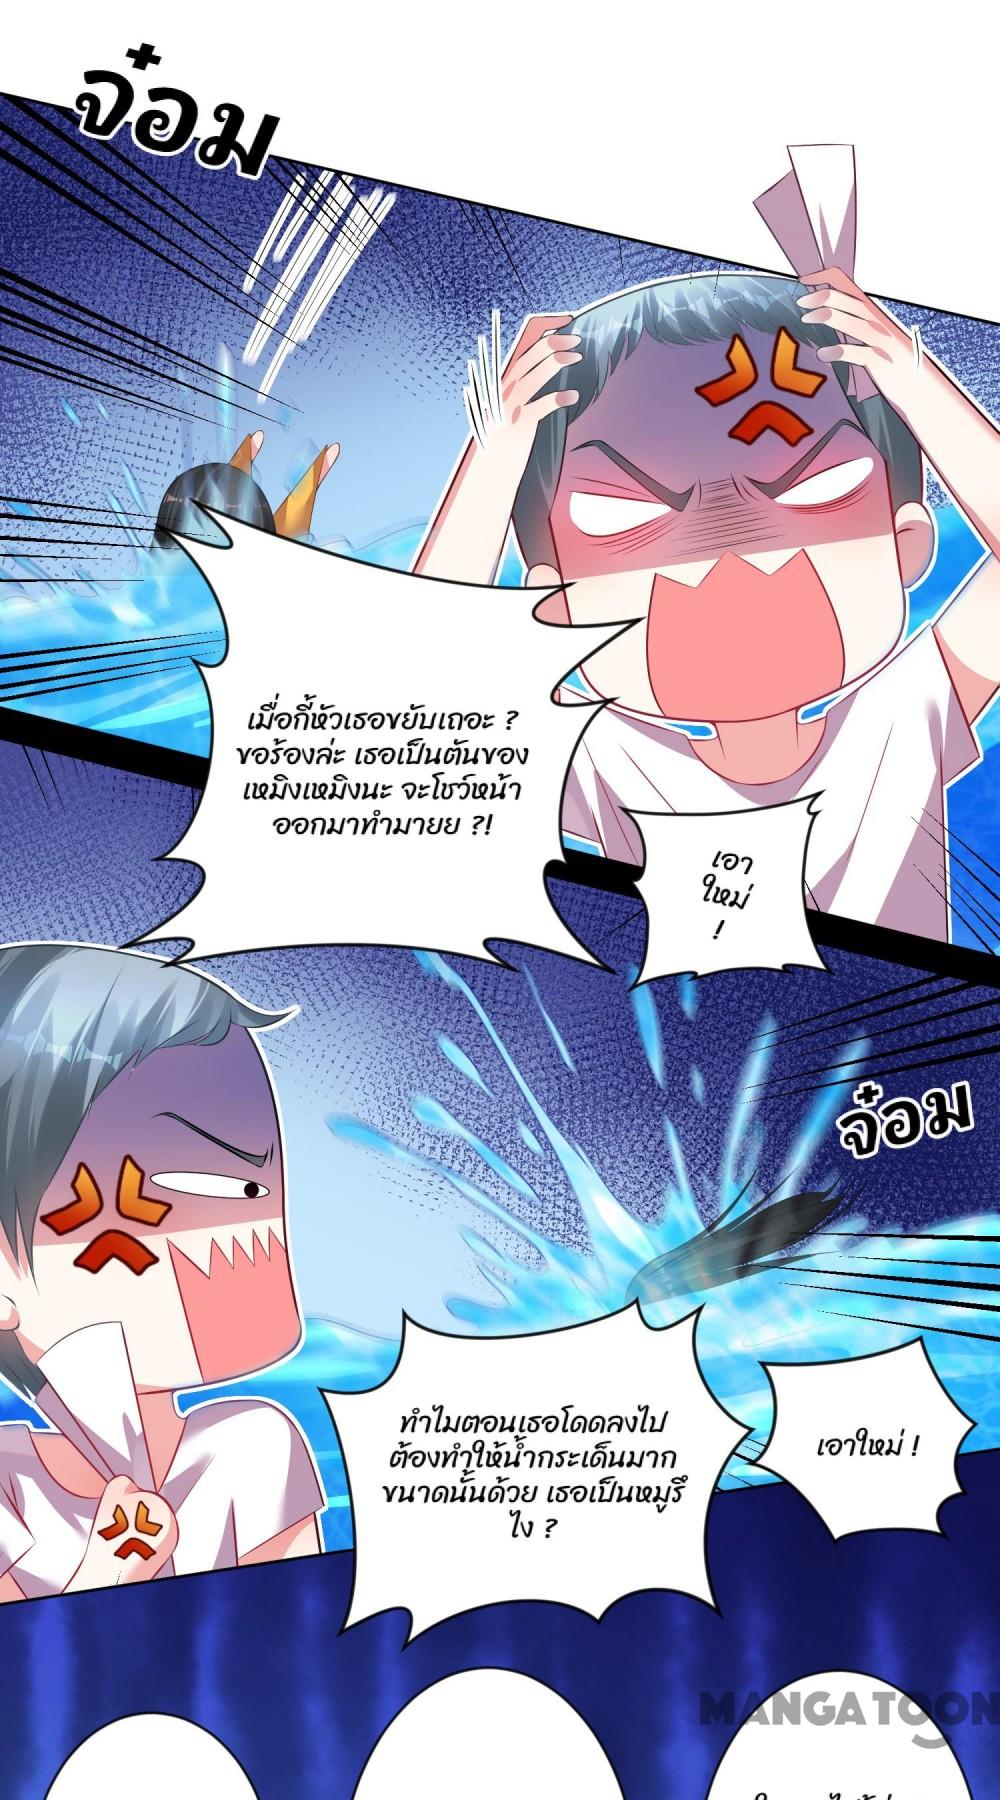 จ๋อม
เมื่อกี้หัวเธอขยับเถอะ ?
ขอร้องล่ะ เธอเป็นตันของ
เหมิงเหมิงนะ จะโชว์หน้า
ออกมาทำมายย ?!
เอา
ใหม่
!
จ๋อม
ทำไมตอนเธอโดดลงไป
ต้องทำให้น้ำกระเด็นมาก
ขนาดนั้นด้วย เธอเป็นหมูรึ
ไง ?
เอาใหม่ !
MANGATOON